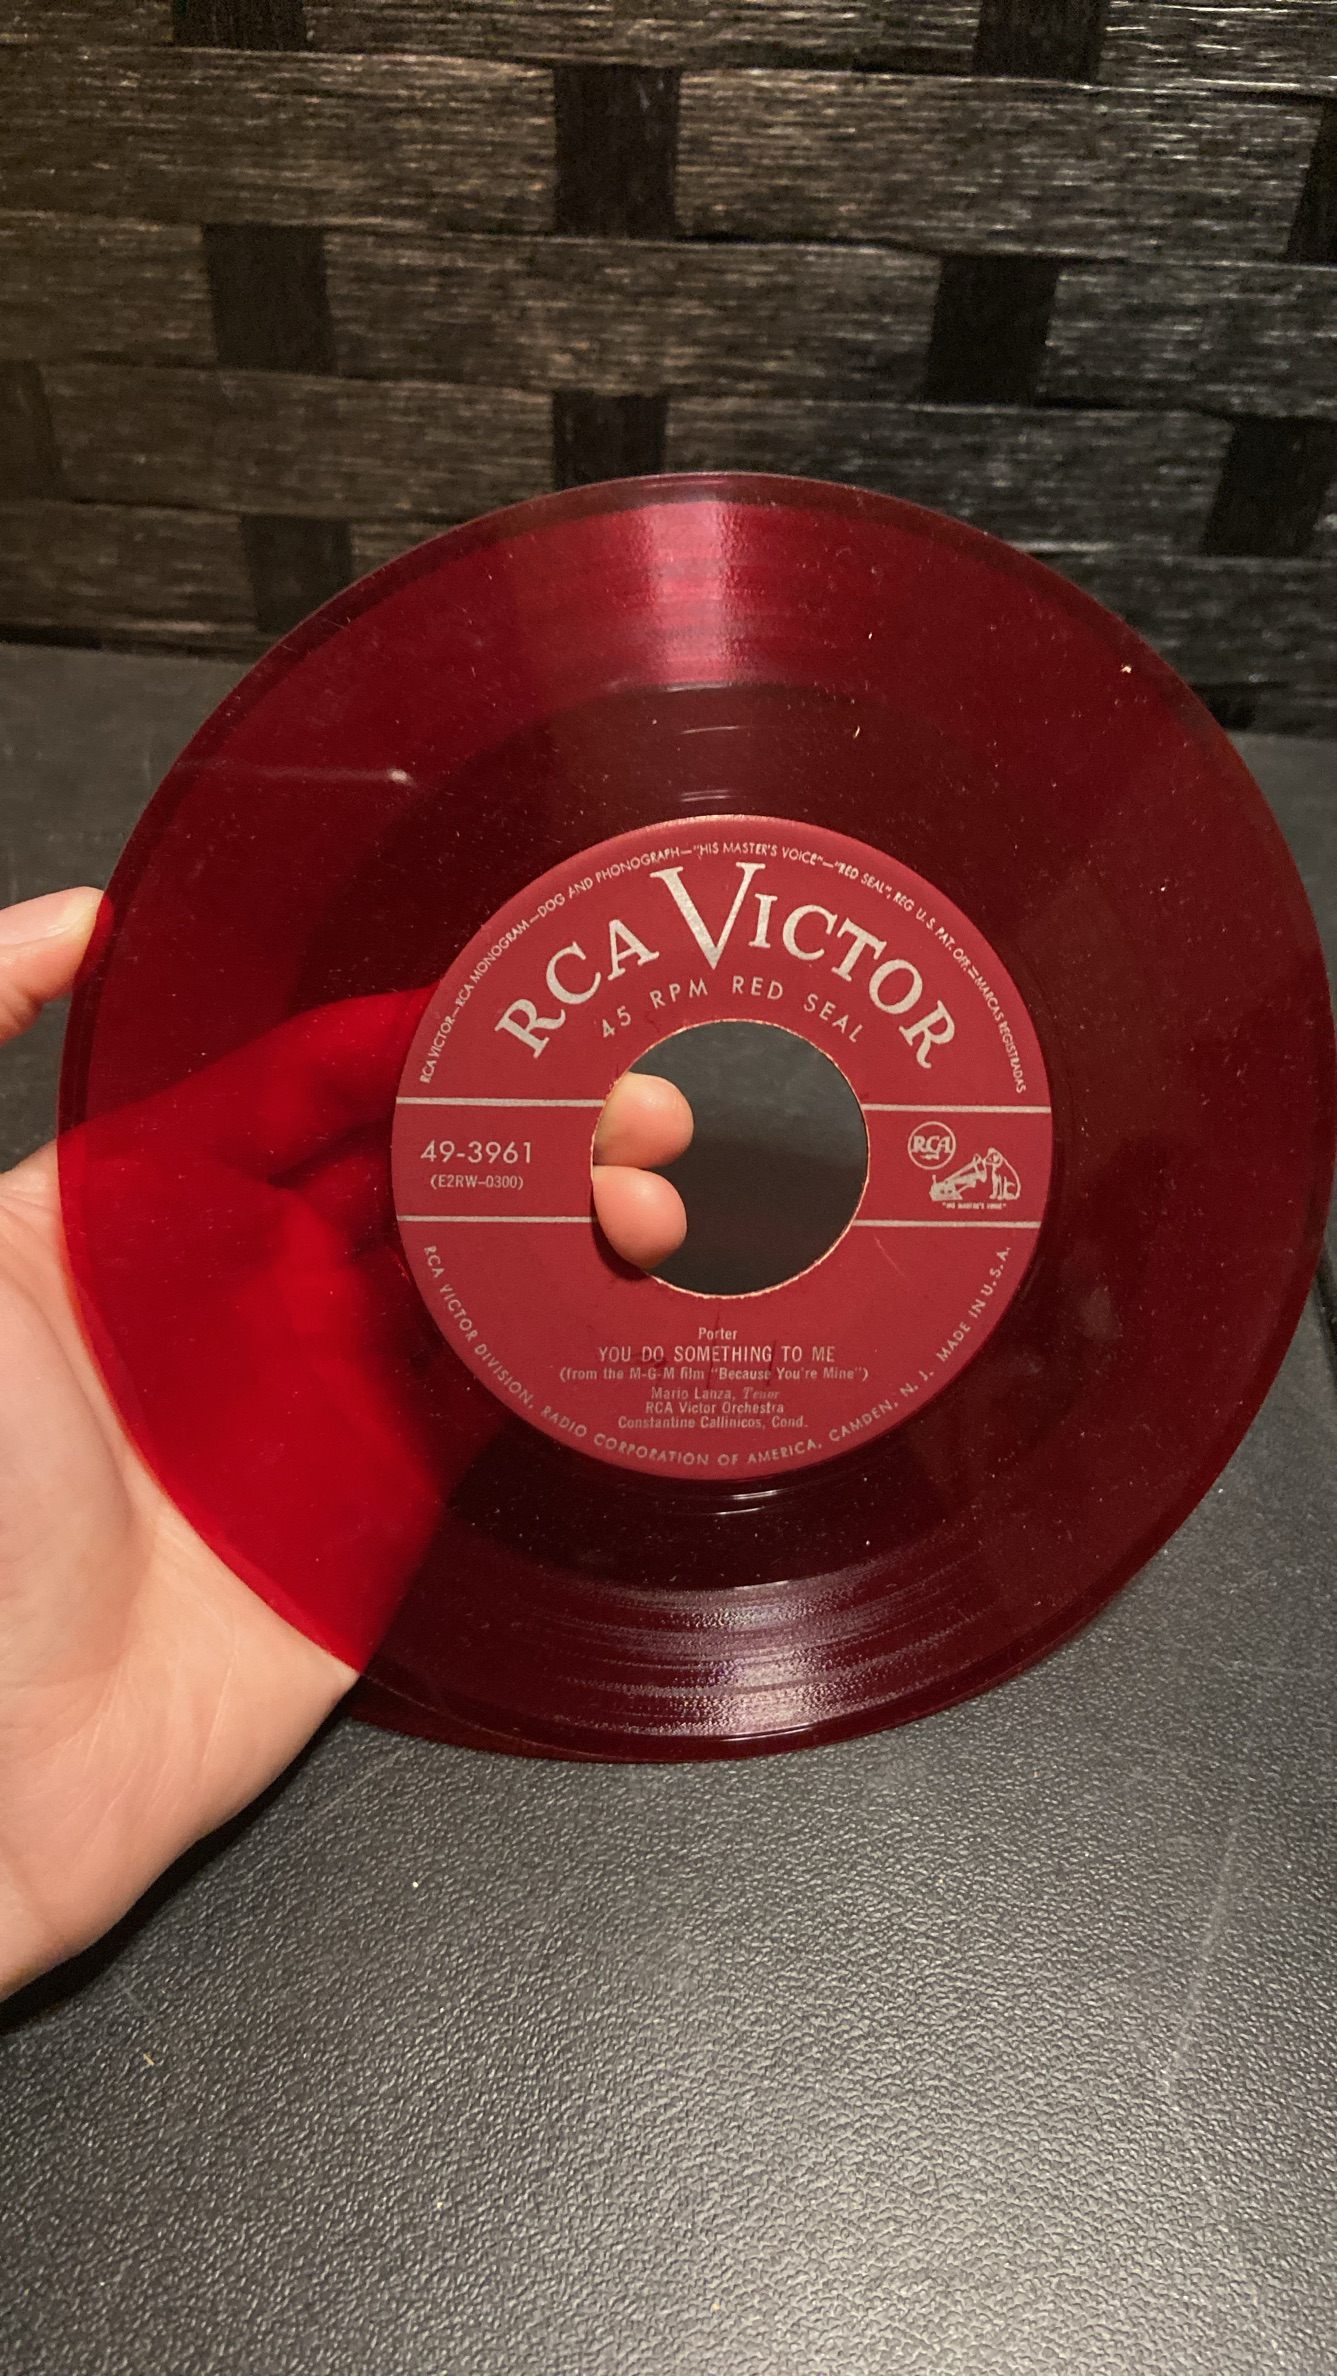 RCA VICTOR—RCA MONOGRAM—DOG AND PHONOGRAPH—"HIS MASTER'S VOICE"—"RED SEAL", REG. U.S. PAT. OFF.—MARCAS REGISTRADAS
RCA VICTOR
45 RPM RED SEAL
49-3961
(E2RW-0300)
RCA
"HIS MASTER'S VOICE"
Porter
YOU DO SOMETHING TO ME
(from the M-G-M film "Because You're Mine")
Mario Lanza, Tenor
RCA Victor Orchestra
Constantine Callinicos, Cond.
RCA VICTOR DIVISION, RADIO CORPORATION OF AMERICA, CAMDEN, N. J. MADE IN U.S.A.